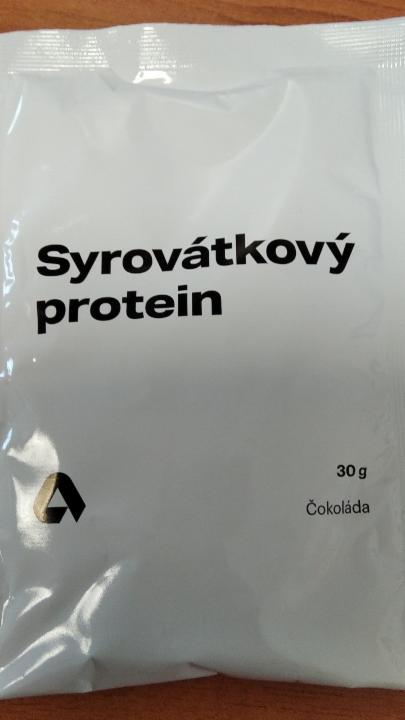 Syrovátkový
protein
30 g
Čokoláda